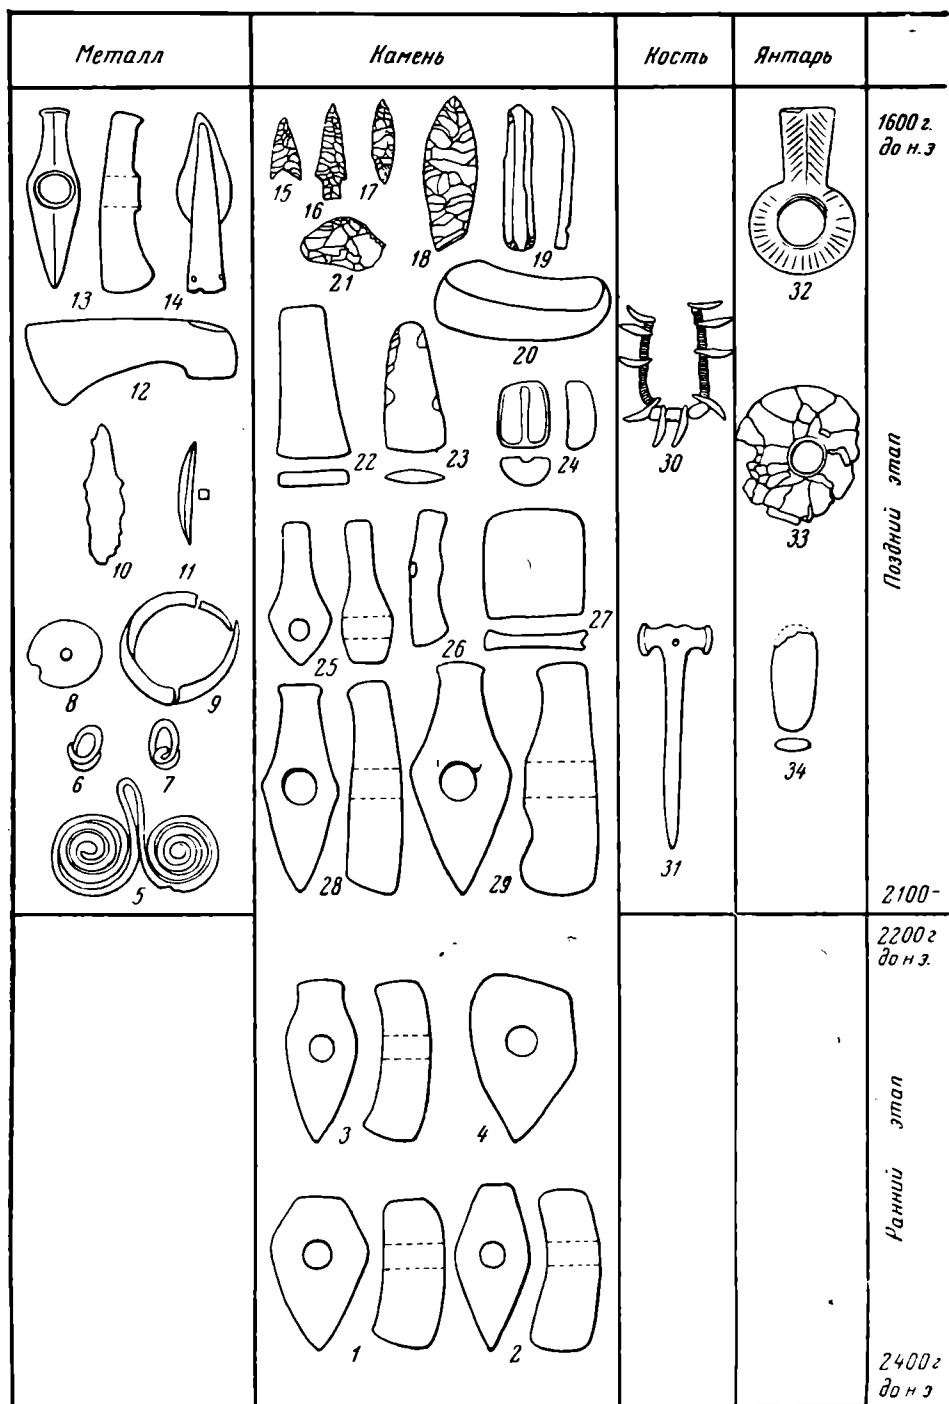 Металл Камень Кость Янтарь
1600 г.
до н. э
15 16 17 18 19
13 14 21 32
20
12
22 23 24 30
33
Поздний этап
10 11
25 26 27
8 9
6 7
34
5 28 29 31
2100-
2200 г
до н э.
3 4
Ранний этап
1 2
2400 г
до н э